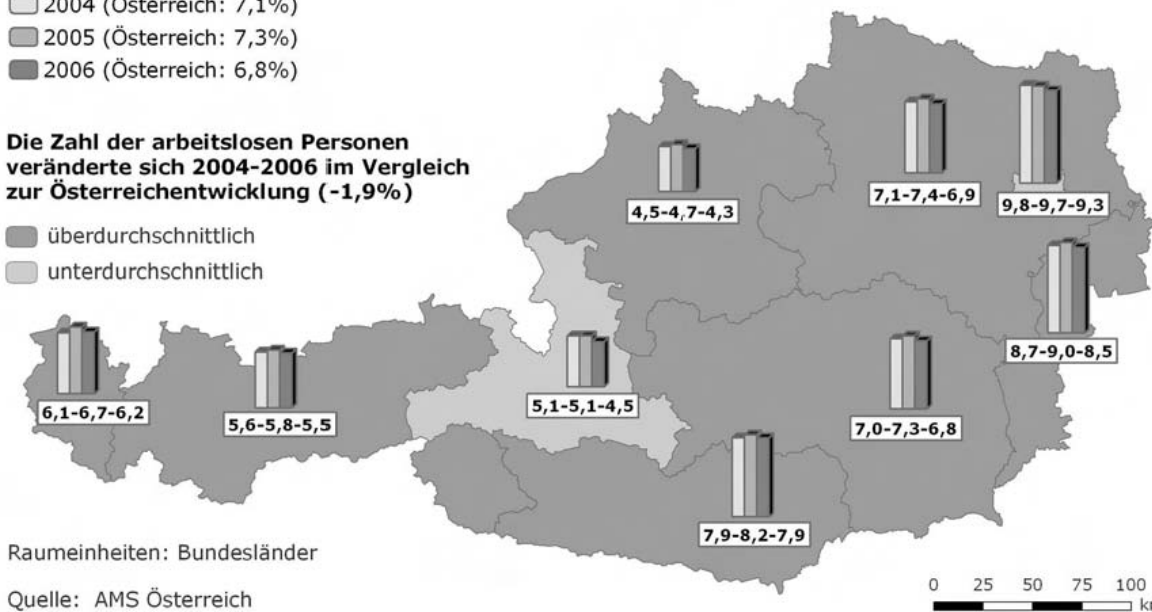 2004 (Österreich: 7,1%)
2005 (Österreich: 7,3%)
2006 (Österreich: 6,8%)
Die Zahl der arbeitslosen Personen
veränderte sich 2004-2006 im Vergleich
zur Österreichentwicklung (-1,9%)
überdurchschnittlich
unterdurchschnittlich
4,5-4,7-4,3
7,1-7,4-6,9
9,8-9,7-9,3
8,7-9,0-8,5
6,1-6,7-6,2
5,6-5,8-5,5
5,1-5,1-4,5
7,0-7,3-6,8
7,9-8,2-7,9
Raumeinheiten: Bundesländer
Quelle: AMS Österreich
0 25 50 75 100
km